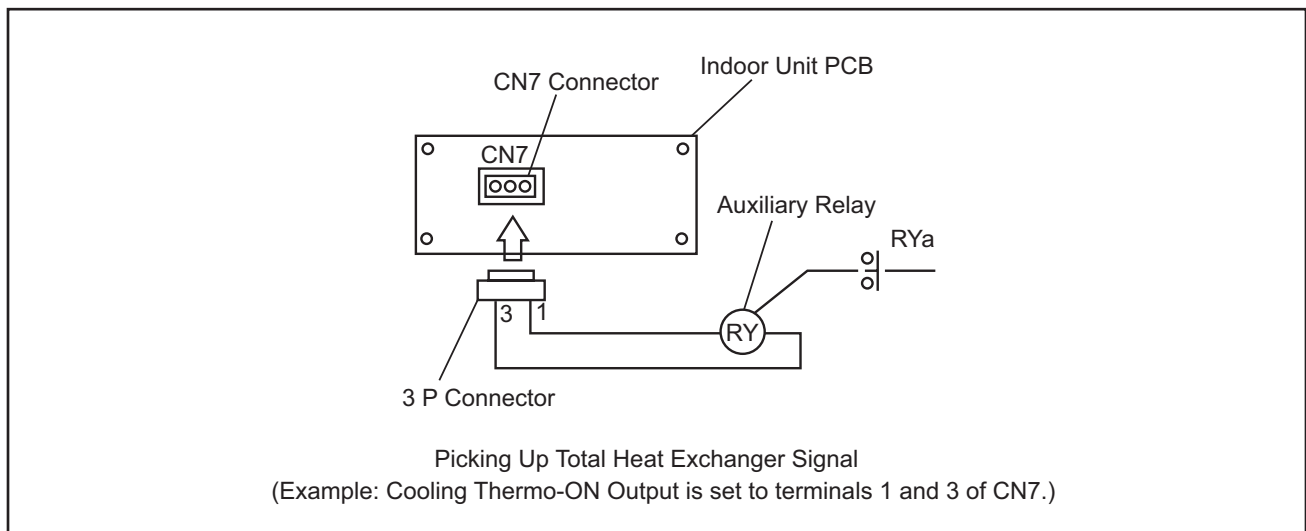 Indoor Unit PCB
CN7 Connector
CN7
Auxiliary Relay
RYa
3 1
RY
3 P Connector
Picking Up Total Heat Exchanger Signal
(Example: Cooling Thermo-ON Output is set to terminals 1 and 3 of CN7.)